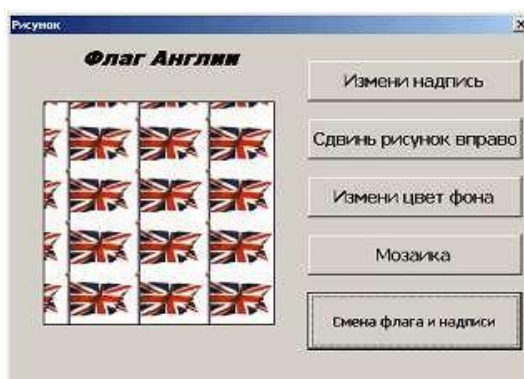 Рисунок
Флаг Англии
Измени надпись
Сдвинь рисунок вправо
Измени цвет фона
Мозаика
Смена флага и надписи